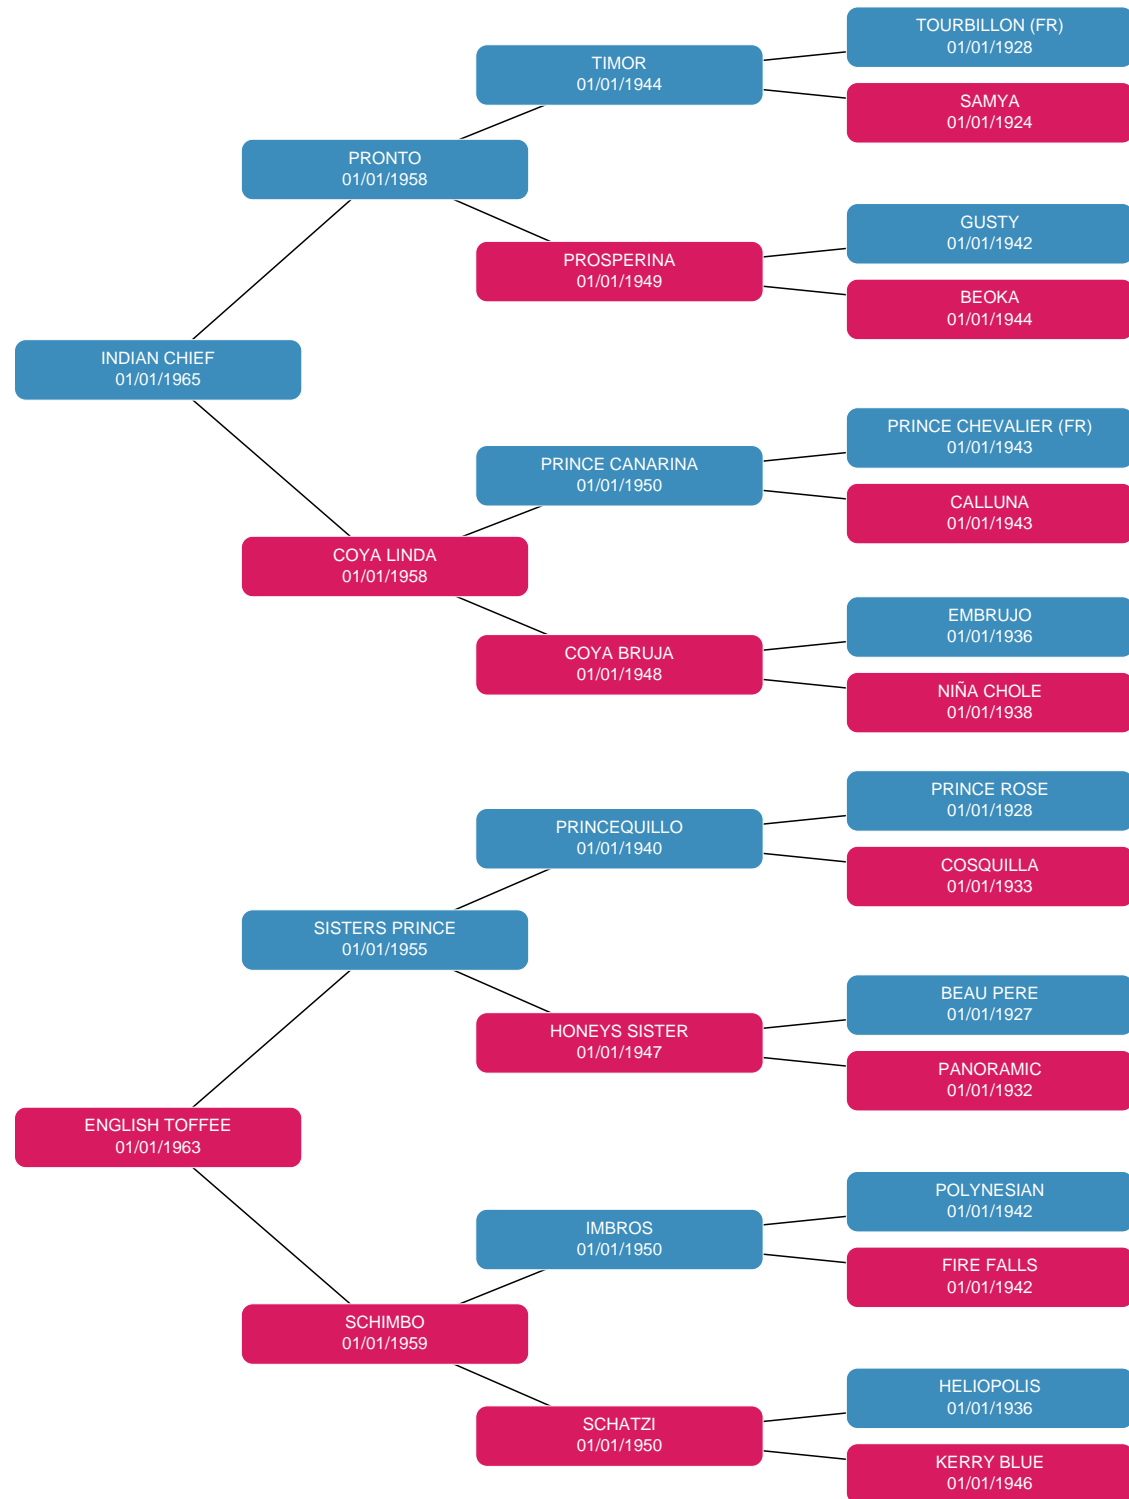 TOURBILLON (FR)
01/01/1928
TIMOR
01/01/1944
SAMYA
01/01/1924
PRONTO
01/01/1958
GUSTY
01/01/1942
PROSPERINA
01/01/1949
BEOKA
01/01/1944
INDIAN CHIEF
01/01/1965
PRINCE CHEVALIER (FR)
01/01/1943
PRINCE CANARINA
01/01/1950
CALLUNA
01/01/1943
COYA LINDA
01/01/1958
EMBRUJO
01/01/1936
COYA BRUJA
01/01/1948
NIÑA CHOLE
01/01/1938
PRINCE ROSE
01/01/1928
PRINCEQUILLO
01/01/1940
COSQUILLA
01/01/1933
SISTERS PRINCE
01/01/1955
BEAU PERE
01/01/1927
HONEYS SISTER
01/01/1947
PANORAMIC
01/01/1932
ENGLISH TOFFEE
01/01/1963
POLYNESIAN
01/01/1942
IMBROS
01/01/1950
FIRE FALLS
01/01/1942
SCHIMBO
01/01/1959
HELIOPOLIS
01/01/1936
SCHATZI
01/01/1950
KERRY BLUE
01/01/1946